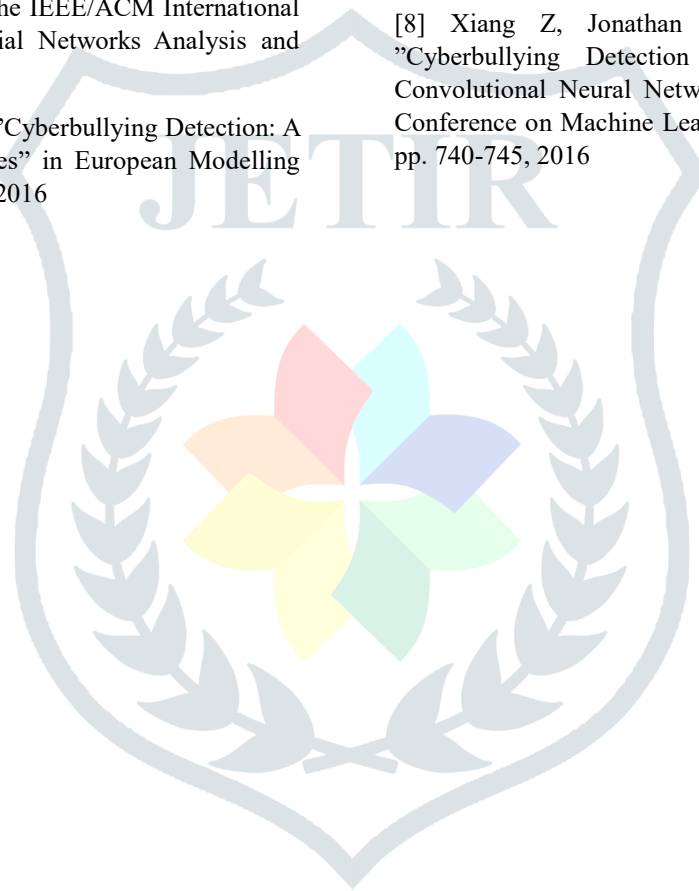 he IEEE/ACM International
ial Networks Analysis and
”Cyberbullying Detection: A
es” in European Modelling
2016
[8] Xiang Z, Jonathan
”Cyberbullying Detection
Convolutional Neural Netw
Conference on Machine Lea
pp. 740-745, 2016
JETIR